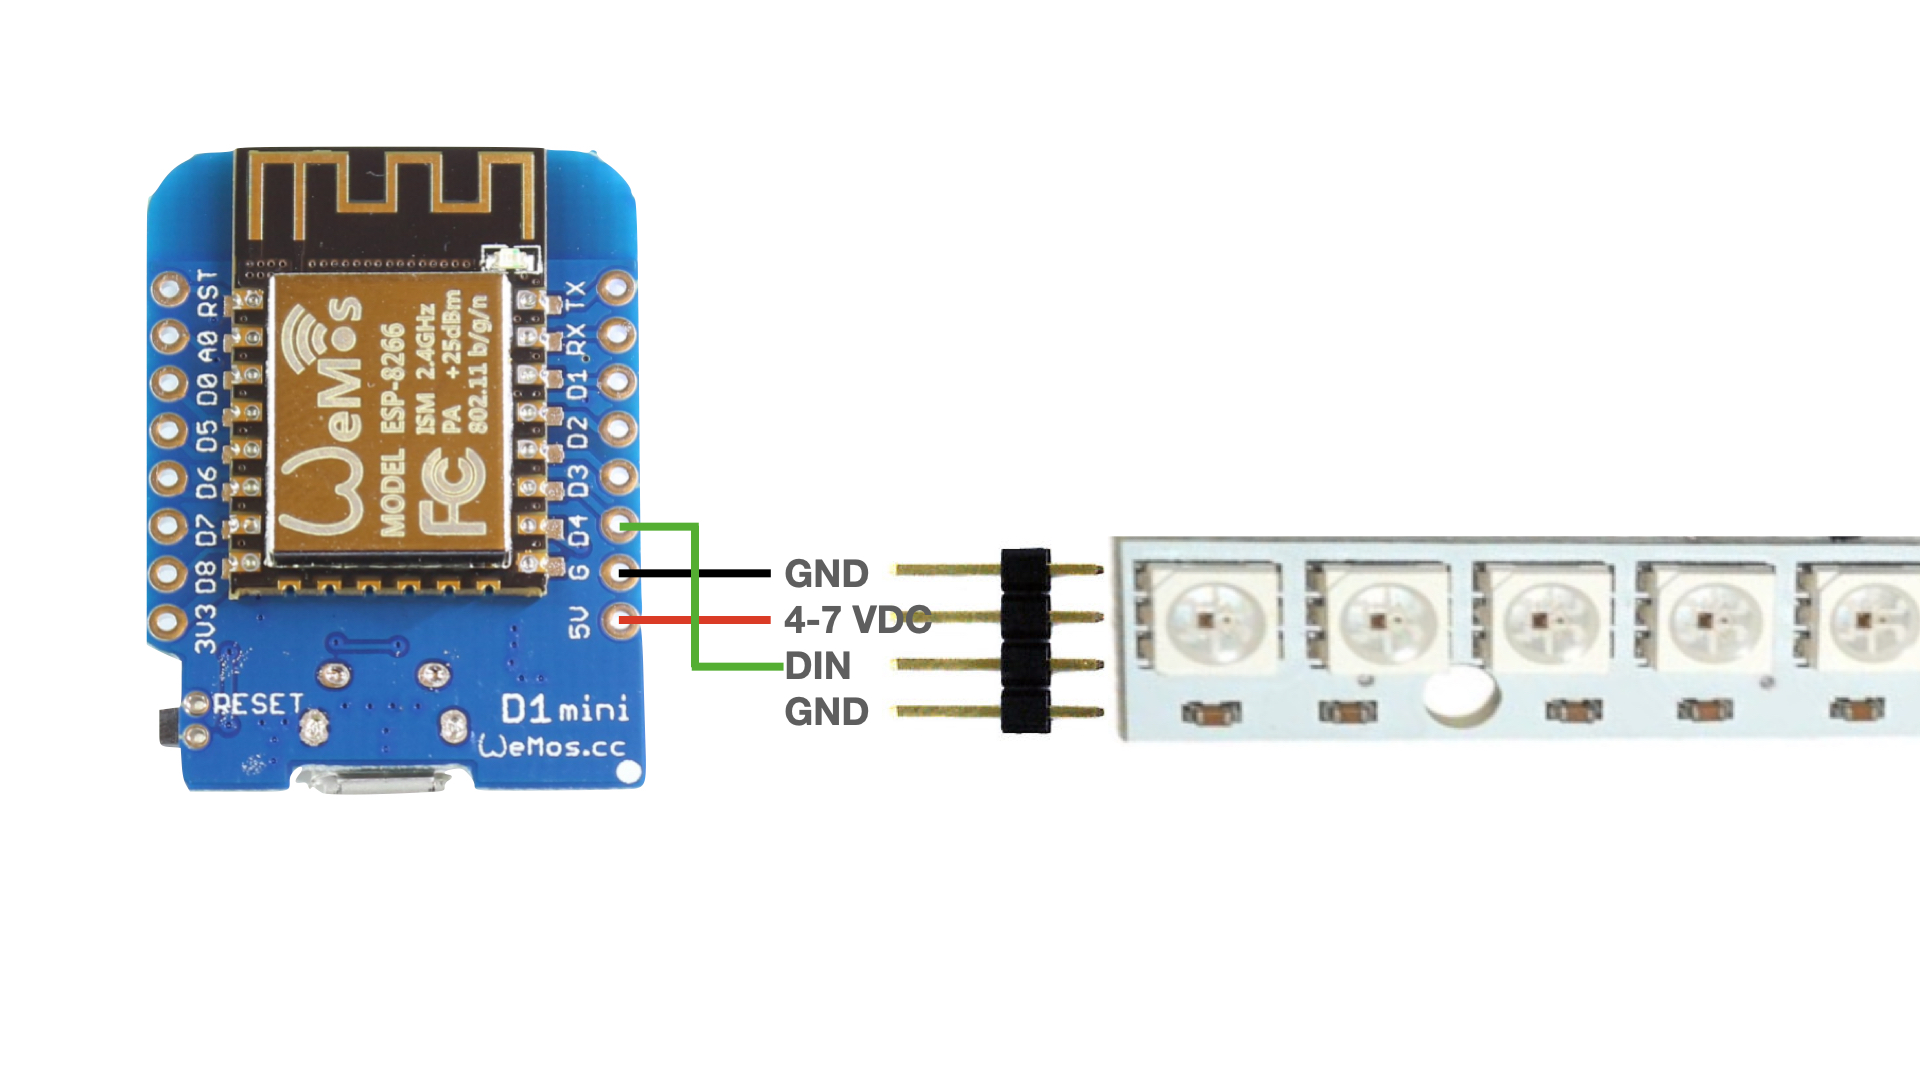 RST
A0
D0
D5
D6
D7
D8
3V3
WeMos
MODEL ESP-8266
ISM 2.4GHz
PA +25dBm
802.11 b/g/n
FC
TX
RX
D1
D2
D3
D4
G
5V
RESET
D1 mini
WeMos.cc
GND
4-7 VDC
DIN
GND